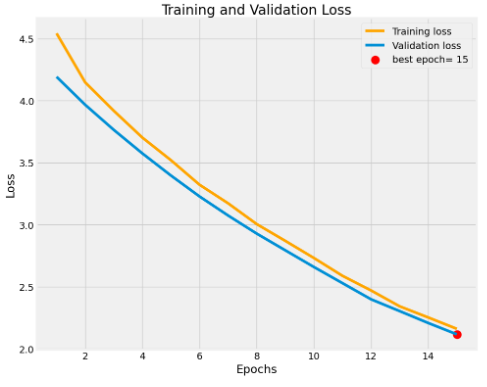 Training and Validation Loss
Training loss
Validation loss
best epoch= 15
4.5
4.0
3.5
3.0
2.5
2.0
Loss
2 4 6 8 10 12 14
Epochs